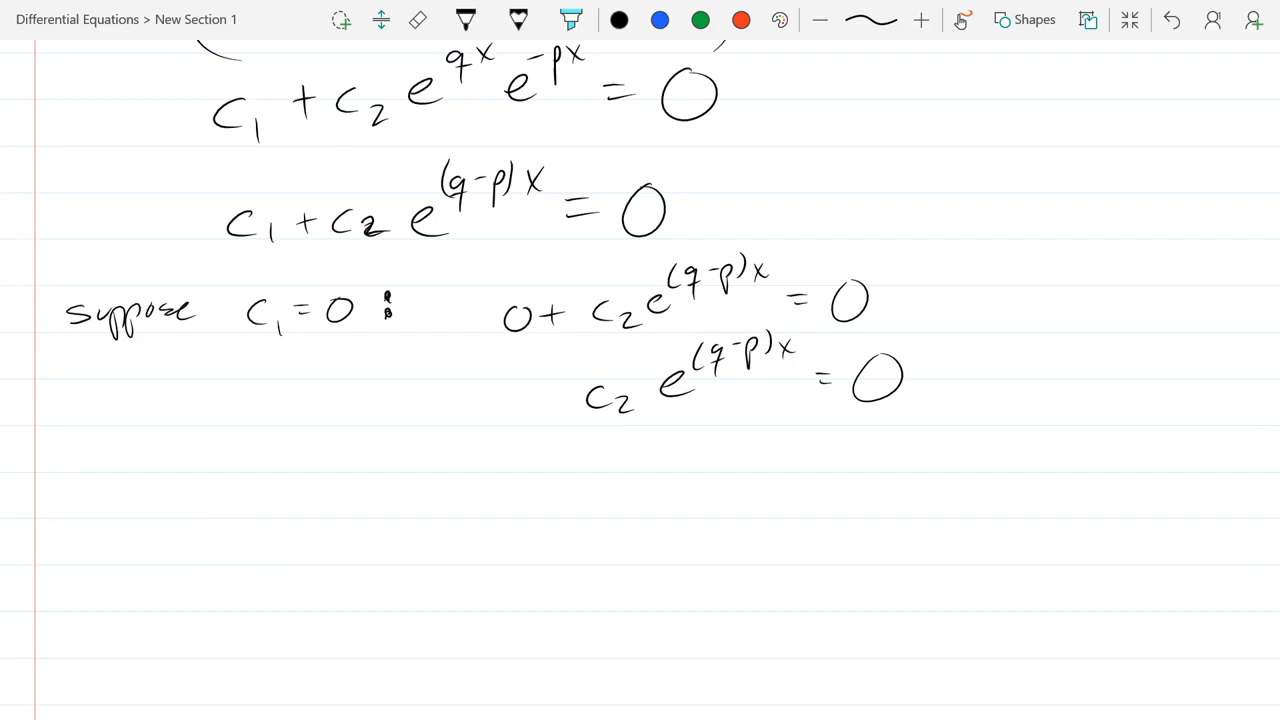 Differential Equations > New Section 1
Shapes
c₁ + c₂ e^{qx} e^{-px} = 0
c₁ + c₂ e^{(q-p)x} = 0
suppose c₁ = 0 : 0 + c₂ e^{(q-p)x} = 0
c₂ e^{(q-p)x} = 0